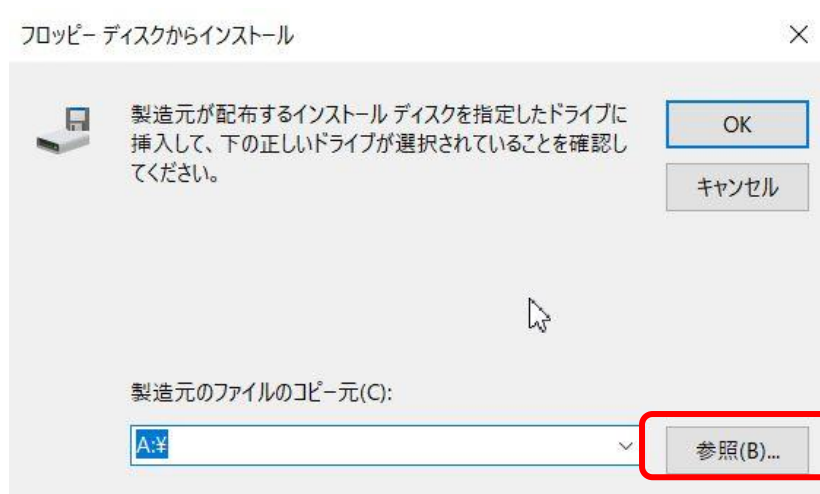 フロッピー ディスクからインストール
製造元が配布するインストール ディスクを指定したドライブに
挿入して、下の正しいドライブが選択されていることを確認し
てください。
OK
キャンセル
製造元のファイルのコピー元(C):
A:¥
参照(B)...